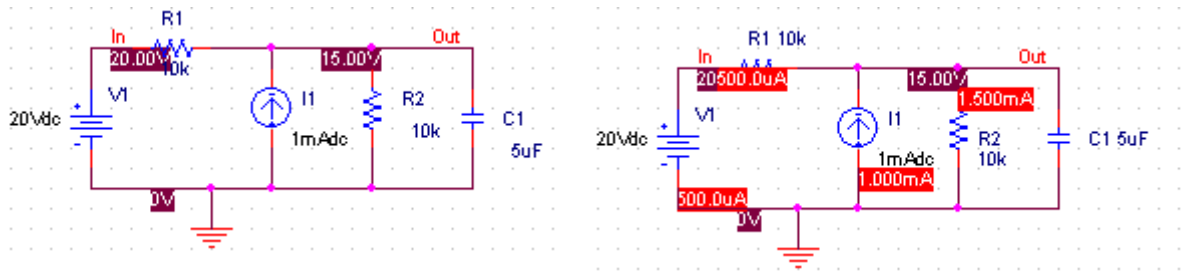 R1
In
Out
20.00V
15.00V
10k
V1
I1
R2
C1
20Vdc
10k
1mAdc
5uF
0V
R1 10k
In
Out
20
500.0uA
15.00V
1.500mA
V1
I1
20Vdc
R2
C1 5uF
1mAdc
10k
1.000mA
500.0uA
0V